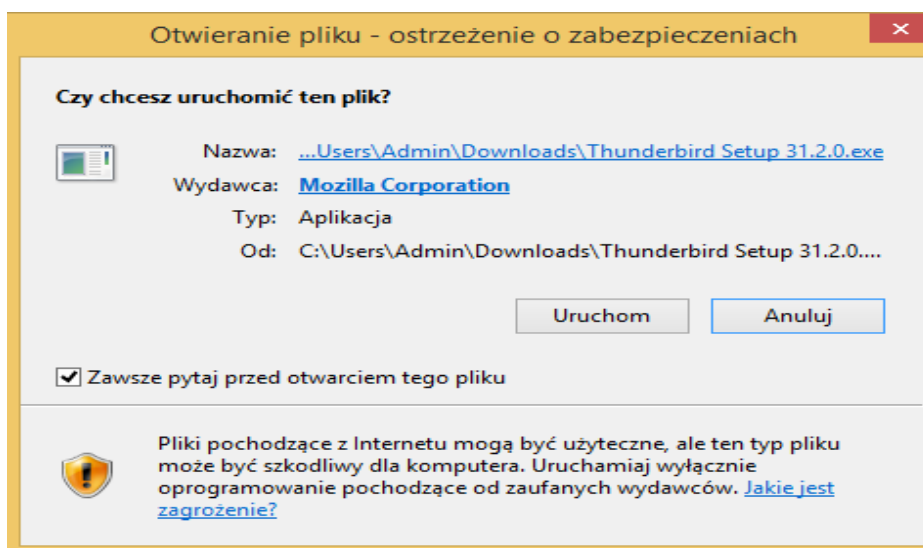 Otwieranie pliku - ostrzeżenie o zabezpieczeniach
Czy chcesz uruchomić ten plik?
Nazwa: ...Users\Admin\Downloads\Thunderbird Setup 31.2.0.exe
Wydawca: Mozilla Corporation
Typ: Aplikacja
Od: C:\Users\Admin\Downloads\Thunderbird Setup 31.2.0....
Uruchom Anuluj
Zawsze pytaj przed otwarciem tego pliku
Pliki pochodzące z Internetu mogą być użyteczne, ale ten typ pliku
może być szkodliwy dla komputera. Uruchamiaj wyłącznie
oprogramowanie pochodzące od zaufanych wydawców. Jakie jest
zagrożenie?